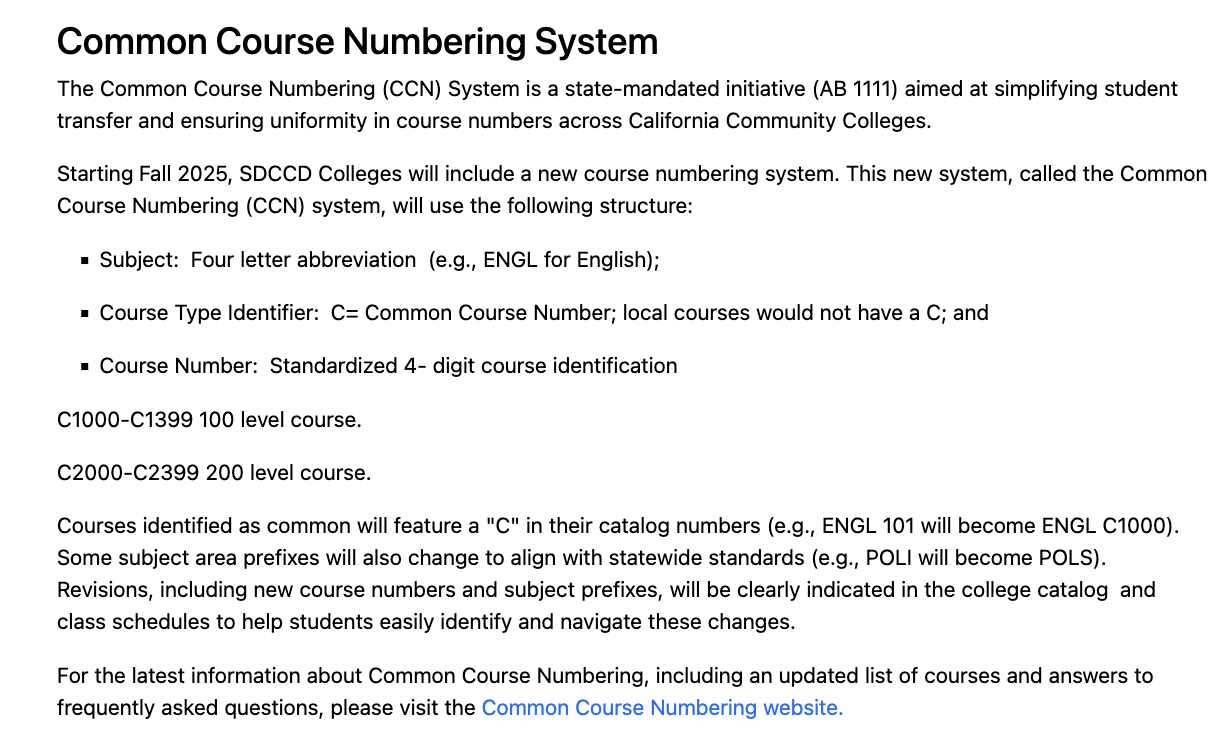 Common Course Numbering System
The Common Course Numbering (CCN) System is a state-mandated initiative (AB 1111) aimed at simplifying student
transfer and ensuring uniformity in course numbers across California Community Colleges.
Starting Fall 2025, SDCCD Colleges will include a new course numbering system. This new system, called the Common
Course Numbering (CCN) system, will use the following structure:
▪ Subject:  Four letter abbreviation  (e.g., ENGL for English);
▪ Course Type Identifier:  C= Common Course Number; local courses would not have a C; and
▪ Course Number:  Standardized 4- digit course identification
C1000-C1399 100 level course.
C2000-C2399 200 level course.
Courses identified as common will feature a "C" in their catalog numbers (e.g., ENGL 101 will become ENGL C1000).
Some subject area prefixes will also change to align with statewide standards (e.g., POLI will become POLS).
Revisions, including new course numbers and subject prefixes, will be clearly indicated in the college catalog  and
class schedules to help students easily identify and navigate these changes.
For the latest information about Common Course Numbering, including an updated list of courses and answers to
frequently asked questions, please visit the Common Course Numbering website.